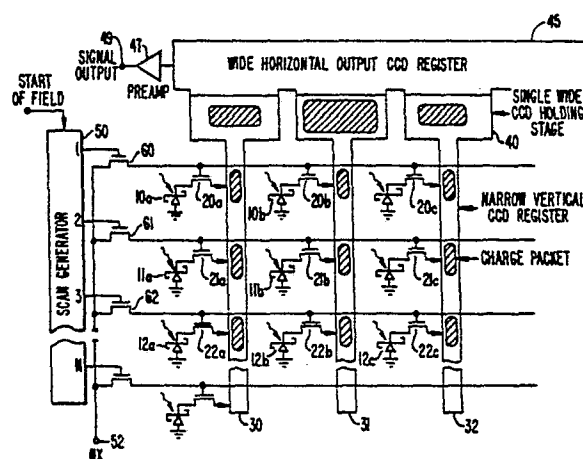 45
49
47
SIGNAL OUTPUT
PREAMP
WIDE HORIZONTAL OUTPUT CCD REGISTER
START OF FIELD
SINGLE WIDE CCD HOLDING STAGE
40
50
1
60
10a
20a
10b
20b
20c
NARROW VERTICAL CCD REGISTER
2
61
11a
21a
11b
21b
21c
CHARGE PACKET
SCAN GENERATOR
3
62
12a
22a
12b
22b
12c
22c
N
30
31
32
52